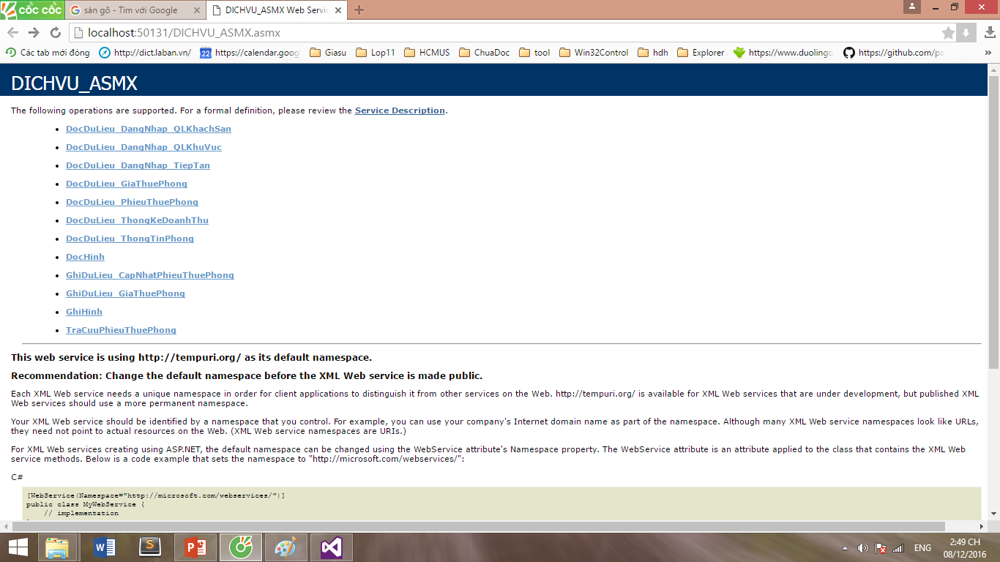 cốc cốc
sàn gỗ - Tìm với Google
DICHVU_ASMX Web Servic
localhost:50131/DICHVU_ASMX.asmx
Các tab mới đóng
http://dict.laban.vn/
22
https://calendar.goog
Giasu
Lop11
HCMUS
ChuaDoc
tool
Win32Control
hdh
Explorer
https://www.duolingo
https://github.com/pa
DICHVU_ASMX
The following operations are supported. For a formal definition, please review the Service Description.
• DocDuLieu_DangNhap_QLKhachSan
• DocDuLieu_DangNhap_QLKhuVuc
• DocDuLieu_DangNhap_TiepTan
• DocDuLieu_GiaThuePhong
• DocDuLieu_PhieuThuePhong
• DocDuLieu_ThongKeDoanhThu
• DocDuLieu_ThongTinPhong
• DocHinh
• GhiDuLieu_CapNhatPhieuThuePhong
• GhiDuLieu_GiaThuePhong
• GhiHinh
• TraCuuPhieuThuePhong
This web service is using http://tempuri.org/ as its default namespace.
Recommendation: Change the default namespace before the XML Web service is made public.
Each XML Web service needs a unique namespace in order for client applications to distinguish it from other services on the Web. http://tempuri.org/ is available for XML Web services that are under development, but published XML
Web services should use a more permanent namespace.
Your XML Web service should be identified by a namespace that you control. For example, you can use your company's Internet domain name as part of the namespace. Although many XML Web service namespaces look like URLs,
they need not point to actual resources on the Web. (XML Web service namespaces are URIs.)
For XML Web services creating using ASP.NET, the default namespace can be changed using the WebService attribute's Namespace property. The WebService attribute is an attribute applied to the class that contains the XML Web
service methods. Below is a code example that sets the namespace to "http://microsoft.com/webservices/":
C#
[WebService(Namespace="http://microsoft.com/webservices/")]
public class MyWebService {
// implementation
ENG
2:49 CH
08/12/2016